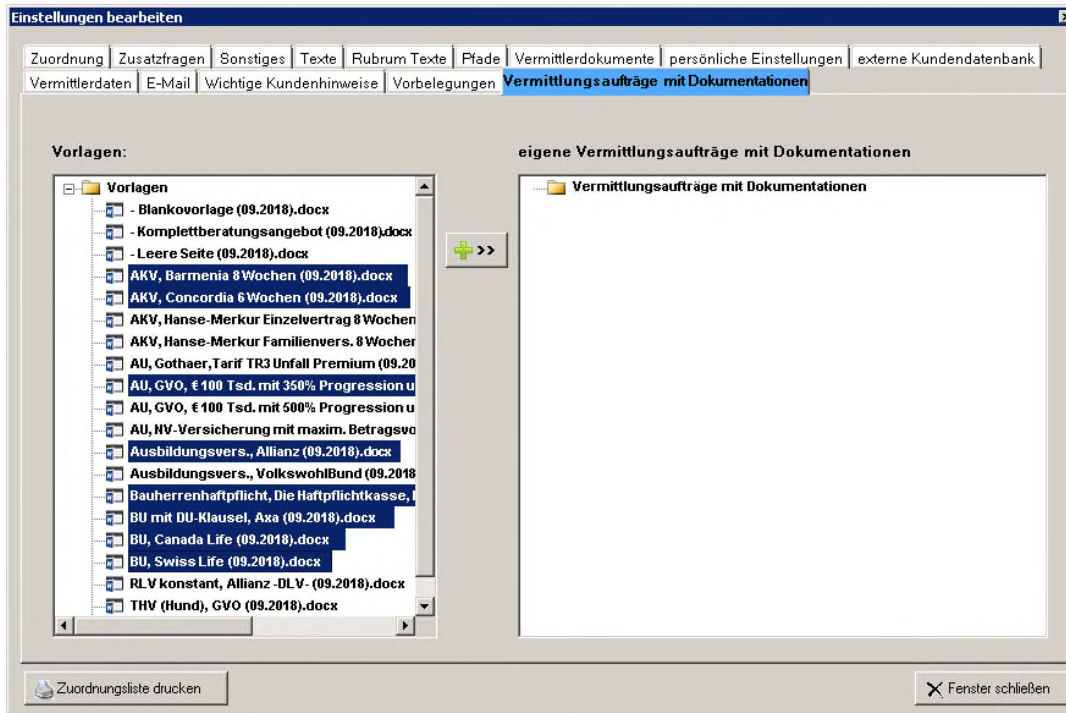 Einstellungen bearbeiten
Zuordnung Zusatzfragen Sonstiges Texte Rubrum Texte Pfade Vermittlerdokumente persönliche Einstellungen externe Kundendatenbank
Vermittlerdaten E-Mail Wichtige Kundenhinweise Vorbelegungen Vermittlungsaufträge mit Dokumentationen
Vorlagen:
Vorlagen
- Blankovorlage (09.2018).docx
- Komplettberatungsangebot (09.2018).docx
- Leere Seite (09.2018).docx
AKV, Barmenia 8 Wochen (09.2018).docx
AKV, Concordia 6 Wochen (09.2018).docx
AKV, Hanse-Merkur Einzelvertrag 8 Wochen
AKV, Hanse-Merkur Familienvers. 8 Wochen
AU, Gothaer, Tarif TR3 Unfall Premium (09.20
AU, GVO, € 100 Tsd. mit 350% Progression u
AU, GVO, € 100 Tsd. mit 500% Progression u
AU, NV-Versicherung mit maxim. Betragsvo
Ausbildungsvers., Allianz (09.2018).docx
Ausbildungsvers., VolkswohlBund (09.2018
Bauherrenhaftpflicht, Die Haftpflichtkasse,
BU mit DU-Klausel, Axa (09.2018).docx
BU, Canada Life (09.2018).docx
BU, Swiss Life (09.2018).docx
RLV konstant, Allianz -DLV- (09.2018).docx
THV (Hund), GVO (09.2018).docx
>>
eigene Vermittlungsaufträge mit Dokumentationen
Vermittlungsaufträge mit Dokumentationen
Zuordnungsliste drucken
Fenster schließen